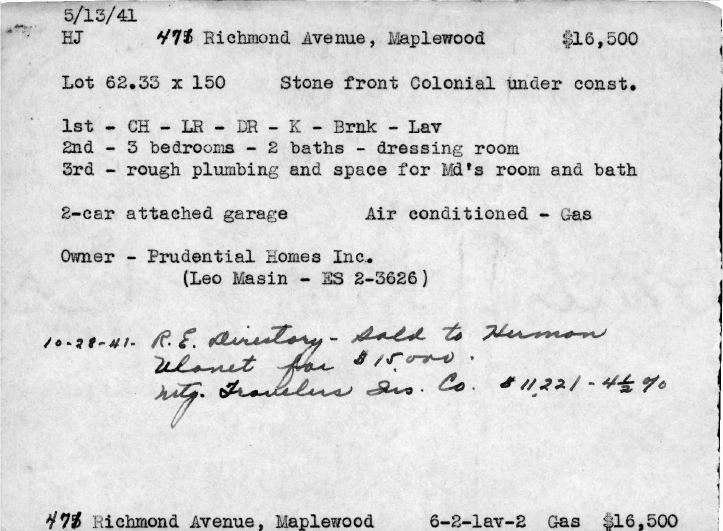 5/13/41
HJ 478 Richmond Avenue, Maplewood $16,500
Lot 62.33 x 150 Stone front Colonial under const.
1st - CH - LR - DR - K - Brnk - Lav
2nd - 3 bedrooms - 2 baths - dressing room
3rd - rough plumbing and space for Md's room and bath
2-car attached garage Air conditioned - Gas
Owner - Prudential Homes Inc.
(Leo Masin - ES 2-3626)
10-28-41- R.E. Directory - Sold to Herman
for $15,000.
mtg. Travelers Ins. Co. $11,221 - 4½%
478 Richmond Avenue, Maplewood 6-2-lav-2 Gas $16,500